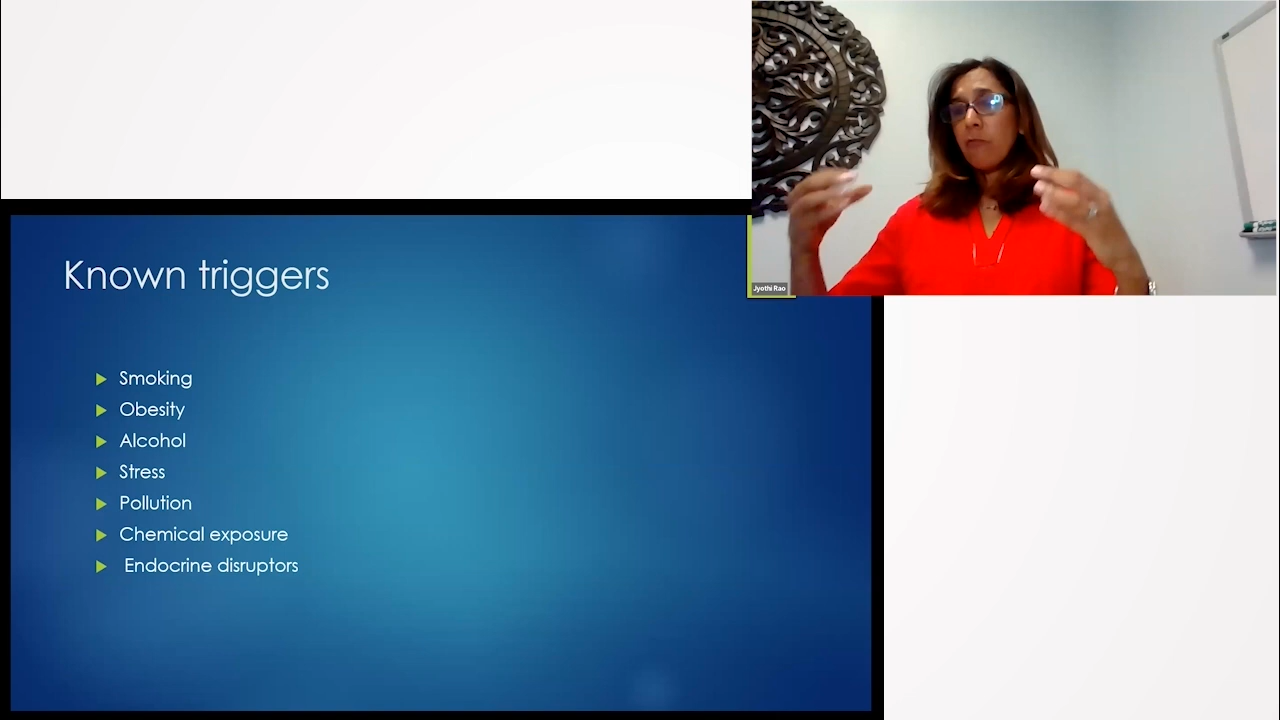 Known triggers
Smoking
Obesity
Alcohol
Stress
Pollution
Chemical exposure
Endocrine disruptors
Jyothi Rao